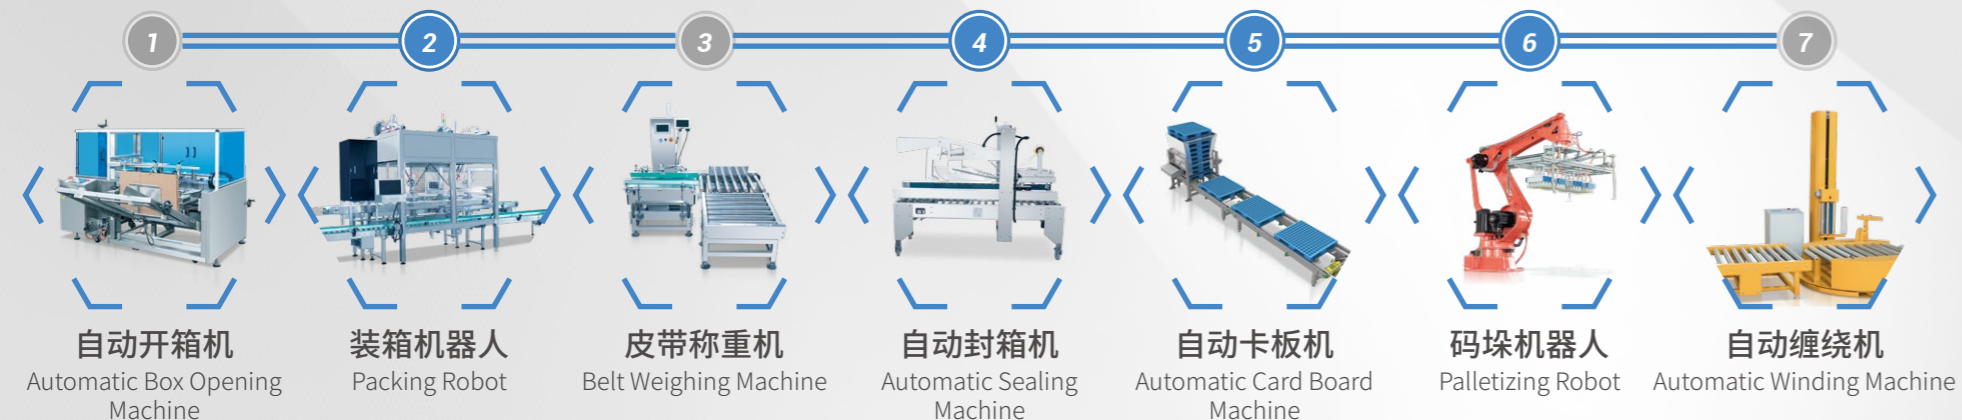 1 2 3 4 5 6 7
自动开箱机
Automatic Box Opening
Machine
装箱机器人
Packing Robot
皮带称重机
Belt Weighing Machine
自动封箱机
Automatic Sealing
Machine
自动卡板机
Automatic Card Board
Machine
码垛机器人
Palletizing Robot
自动缠绕机
Automatic Winding Machine